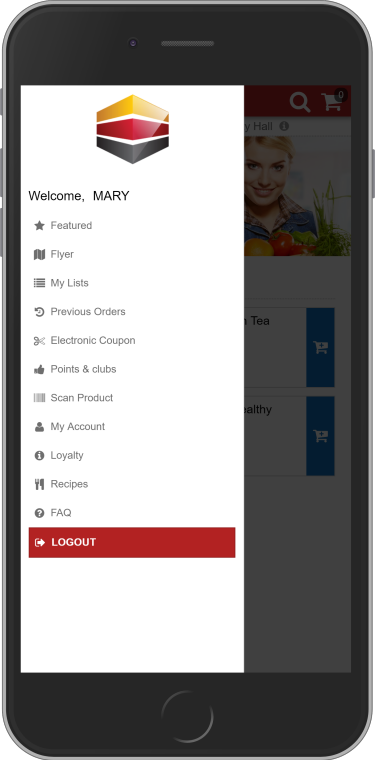 0
y Hall
Welcome, MARY
Featured
Flyer
My Lists
Previous Orders
n Tea
Electronic Coupon
Points & clubs
Scan Product
ealthy
My Account
Loyalty
Recipes
FAQ
LOGOUT